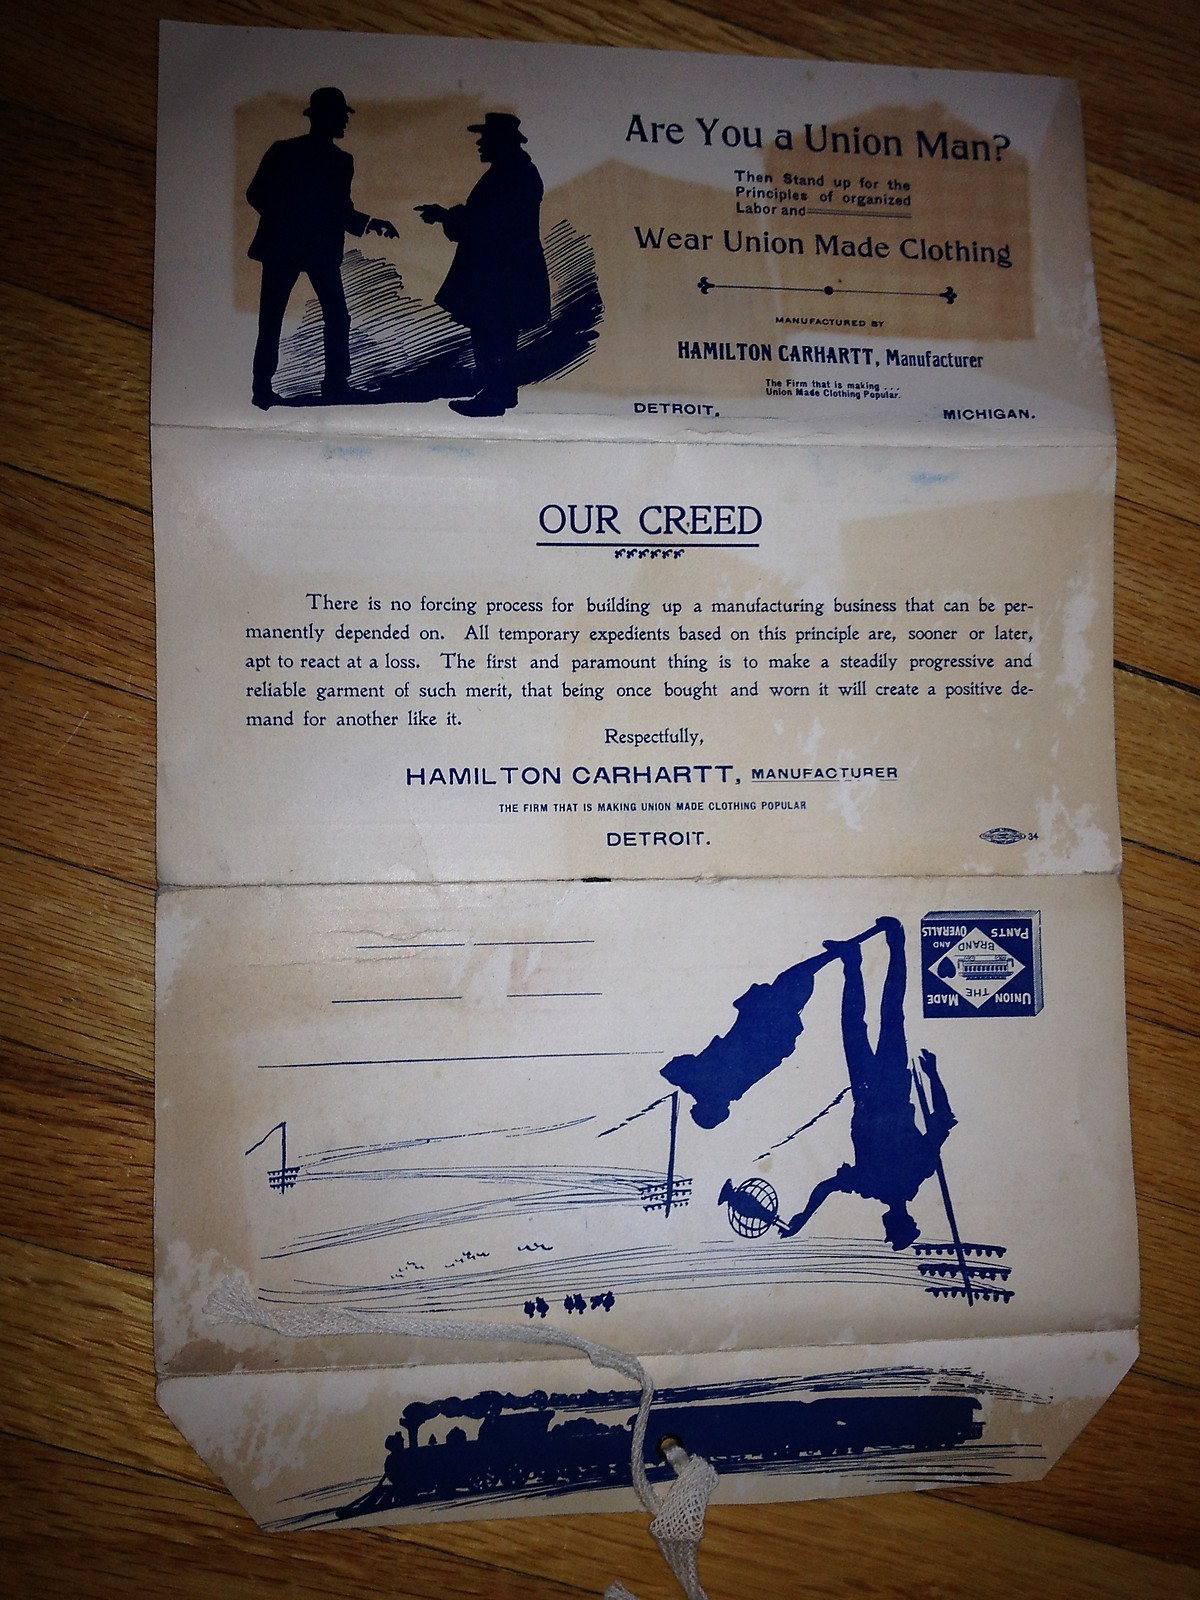 Are You a Union Man?
Then Stand up for the
Principles of organized
Labor and
Wear Union Made Clothing
MANUFACTURED BY
HAMILTON CARHARTT, Manufacturer
The Firm that is making . . .
Union Made Clothing Popular.
DETROIT, MICHIGAN.
OUR CREED
There is no forcing process for building up a manufacturing business that can be per-
manently depended on. All temporary expedients based on this principle are, sooner or later,
apt to react at a loss. The first and paramount thing is to make a steadily progressive and
reliable garment of such merit, that being once bought and worn it will create a positive de-
mand for another like it.
Respectfully,
HAMILTON CARHARTT, MANUFACTURER
THE FIRM THAT IS MAKING UNION MADE CLOTHING POPULAR
DETROIT.
34
UNION MADE
THE
BRAND
PANTS AND OVERALLS